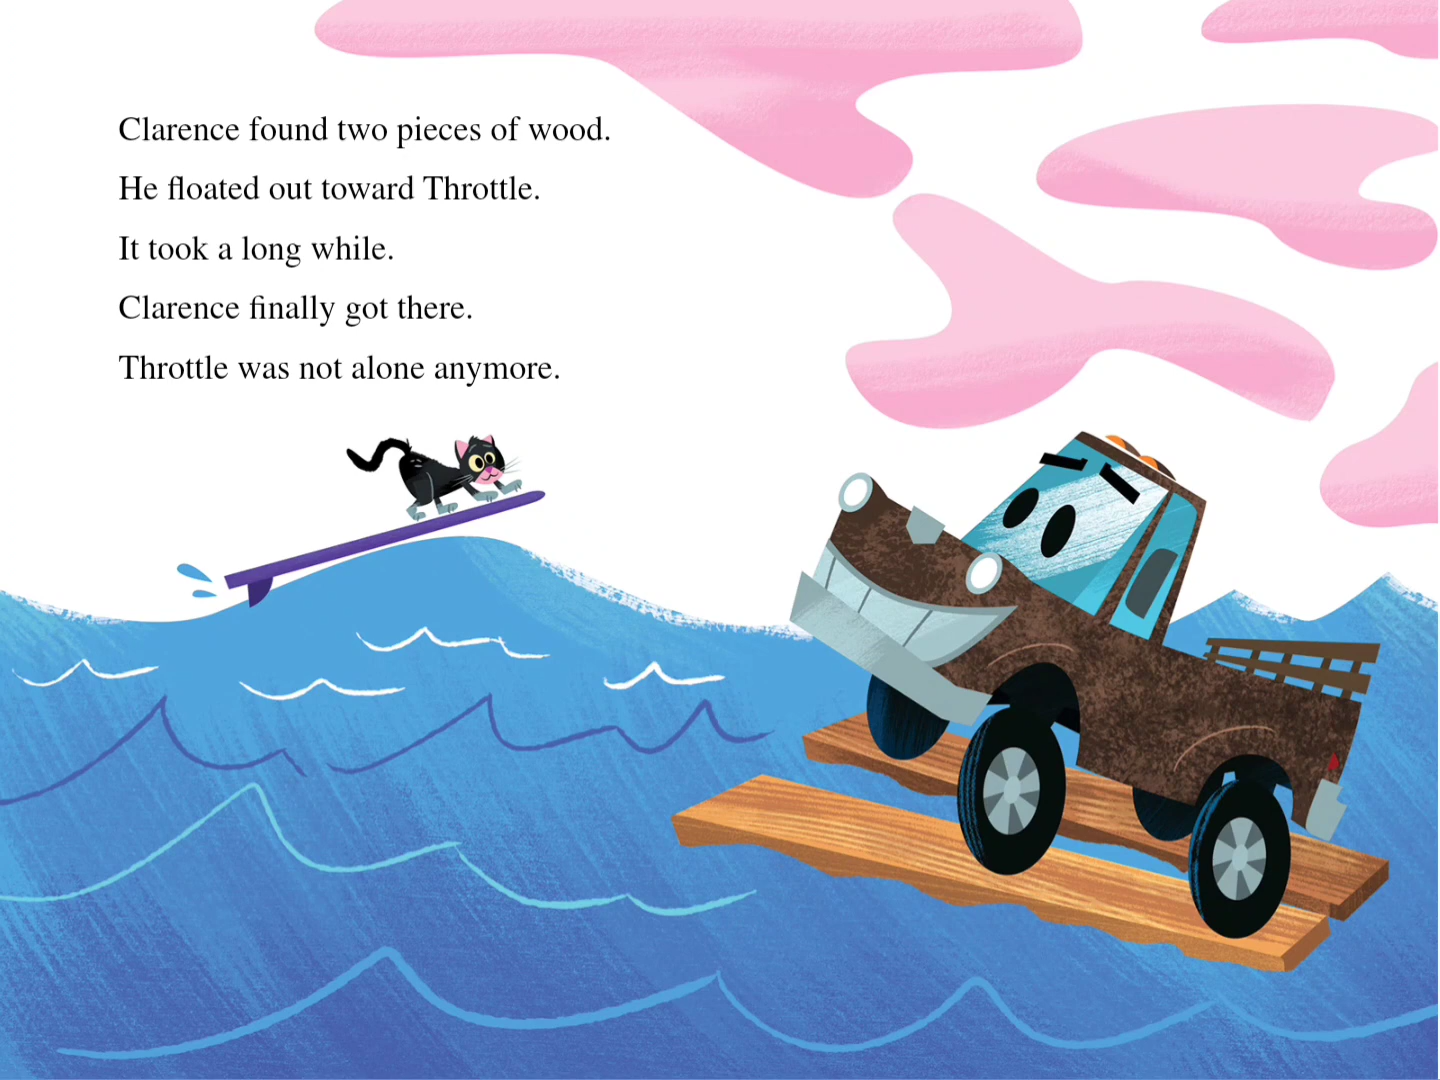 Clarence found two pieces of wood.
He floated out toward Throttle.
It took a long while.
Clarence finally got there.
Throttle was not alone anymore.